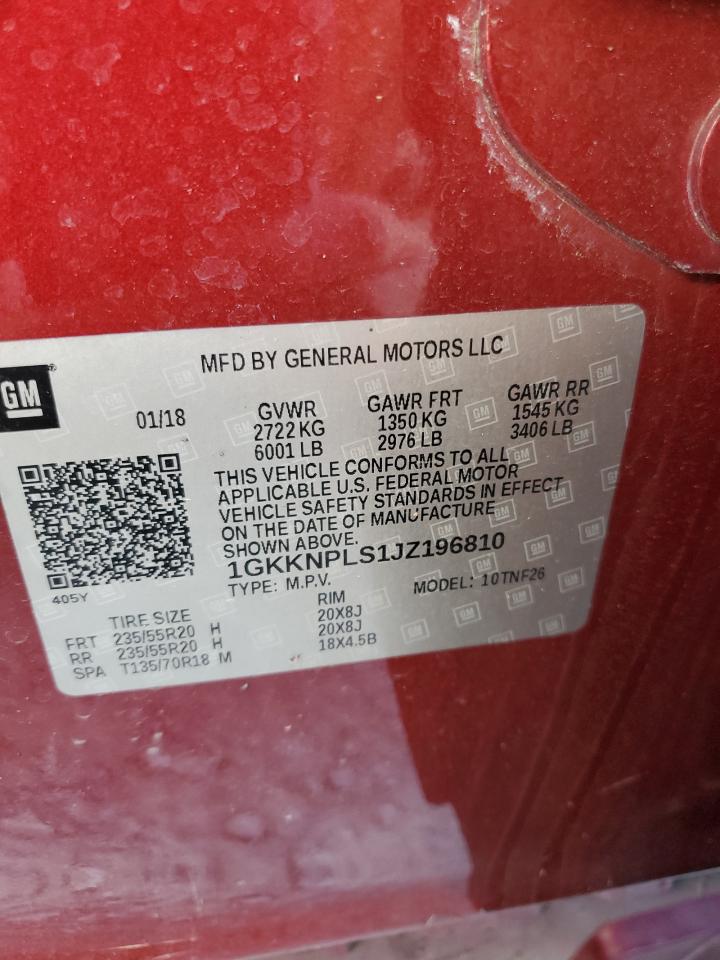 GM
MFD BY GENERAL MOTORS LLC
01/18 GVWR GAWR FRT GAWR RR
2722 KG 1350 KG 1545 KG
6001 LB 2976 LB 3406 LB
THIS VEHICLE CONFORMS TO ALL
APPLICABLE U.S. FEDERAL MOTOR
VEHICLE SAFETY STANDARDS IN EFFECT
ON THE DATE OF MANUFACTURE
SHOWN ABOVE.
1GKKNPLS1JZ196810
TYPE: M.P.V. MODEL: 10TNF26
405Y
TIRE SIZE RIM
FRT 235/55R20 H 20X8J
RR 235/55R20 H 20X8J
SPA T135/70R18 M 18X4.5B